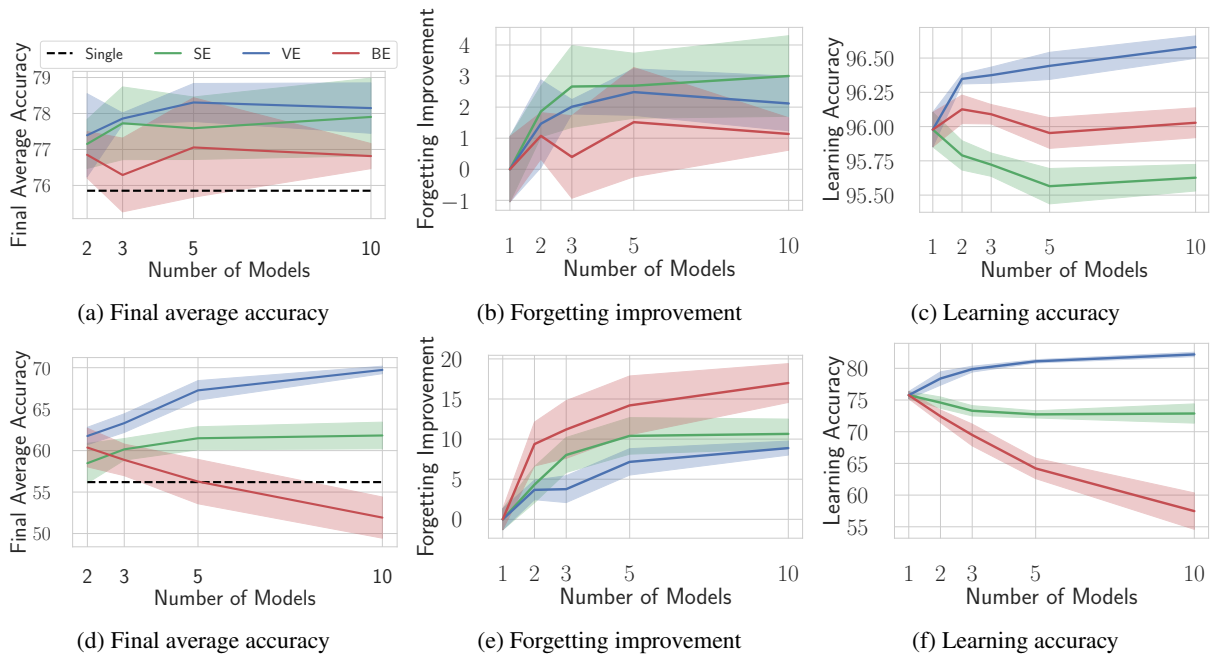 Single SE VE BE
Final Average Accuracy
79
78
77
76
2 3 5 10
Number of Models
(a) Final average accuracy
Forgetting Improvement
4
3
2
1
0
−1
1 2 3 5 10
Number of Models
(b) Forgetting improvement
Learning Accuracy
96.50
96.25
96.00
95.75
95.50
1 2 3 5 10
Number of Models
(c) Learning accuracy
Final Average Accuracy
70
65
60
55
50
2 3 5 10
Number of Models
(d) Final average accuracy
Forgetting Improvement
20
15
10
5
0
1 2 3 5 10
Number of Models
(e) Forgetting improvement
Learning Accuracy
80
75
70
65
60
55
1 2 3 5 10
Number of Models
(f) Learning accuracy